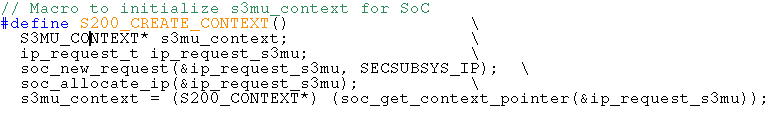 // Macro to initialize s3mu_context for SoC
#define S200_CREATE_CONTEXT() \
S3MU_CONTEXT* s3mu_context; \
ip_request_t ip_request_s3mu; \
soc_new_request(&ip_request_s3mu, SECSUBSYS_IP); \
soc_allocate_ip(&ip_request_s3mu); \
s3mu_context = (S200_CONTEXT*) (soc_get_context_pointer(&ip_request_s3mu));